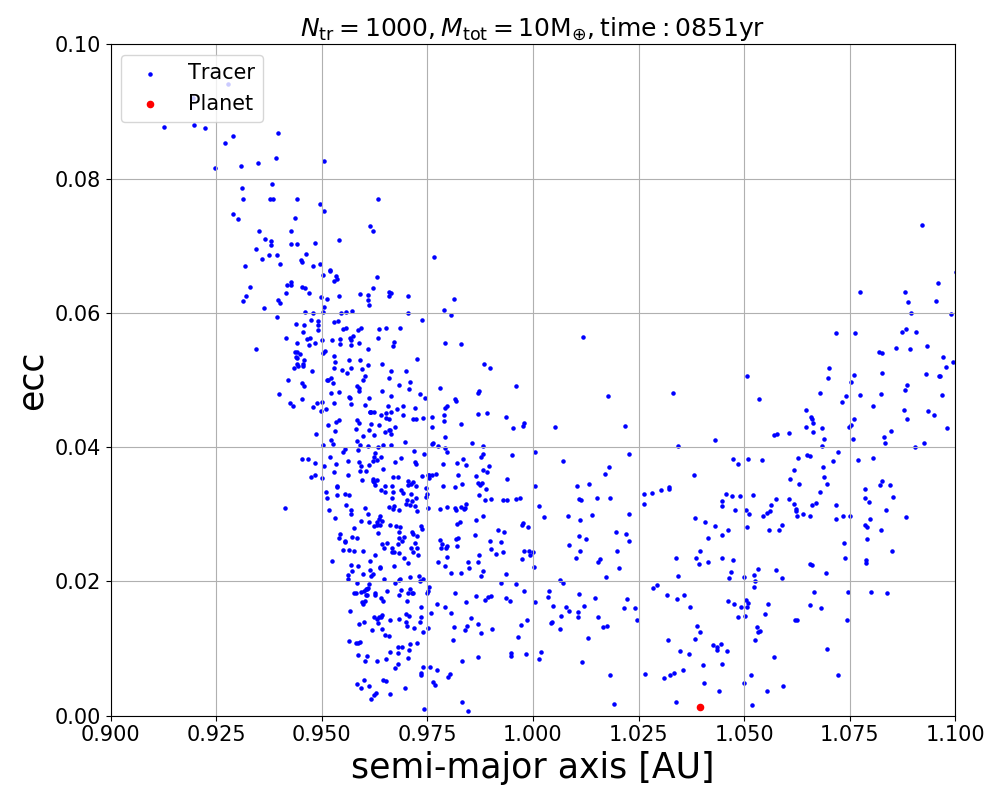 N_tr = 1000, M_tot = 10M_⊕, time : 0851yr
Tracer
Planet
0.10
0.08
0.06
0.04
0.02
0.00
ecc
0.900 0.925 0.950 0.975 1.000 1.025 1.050 1.075 1.100
semi-major axis [AU]